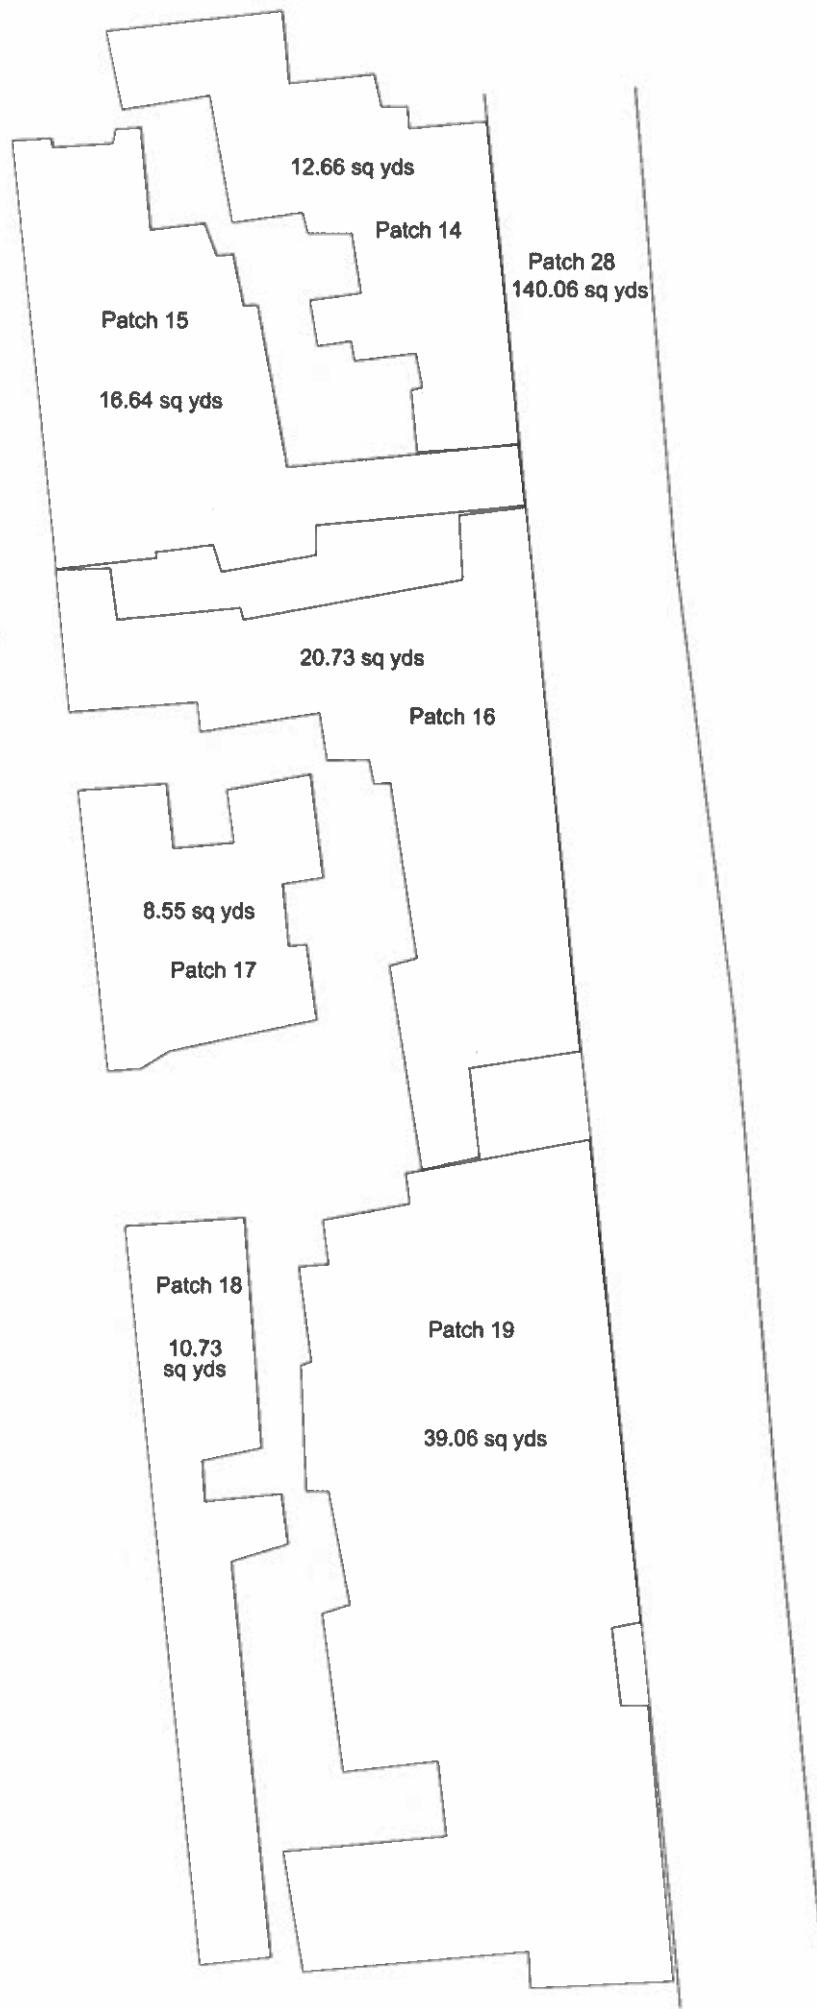 12.66 sq yds
Patch 14
Patch 28
140.06 sq yds
Patch 15
16.64 sq yds
20.73 sq yds
Patch 16
8.55 sq yds
Patch 17
Patch 18
10.73
sq yds
Patch 19
39.06 sq yds